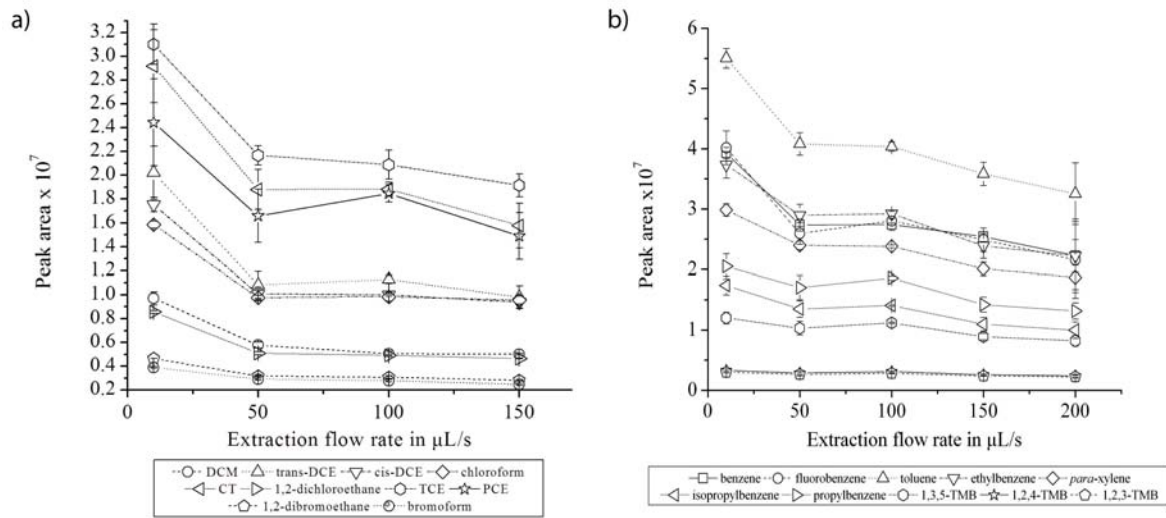 a)
Peak area x 10⁷
3.2
3.0
2.8
2.6
2.4
2.2
2.0
1.8
1.6
1.4
1.2
1.0
0.8
0.6
0.4
0.2
0 50 100 150
Extraction flow rate in µL/s
DCM trans-DCE cis-DCE chloroform
CT 1,2-dichloroethane TCE PCE
1,2-dibromoethane bromoform
b)
Peak area x10⁷
6
5
4
3
2
1
0
0 50 100 150 200
Extraction flow rate in µL/s
benzene fluorobenzene toluene ethylbenzene para-xylene
isopropylbenzene propylbenzene 1,3,5-TMB 1,2,4-TMB 1,2,3-TMB